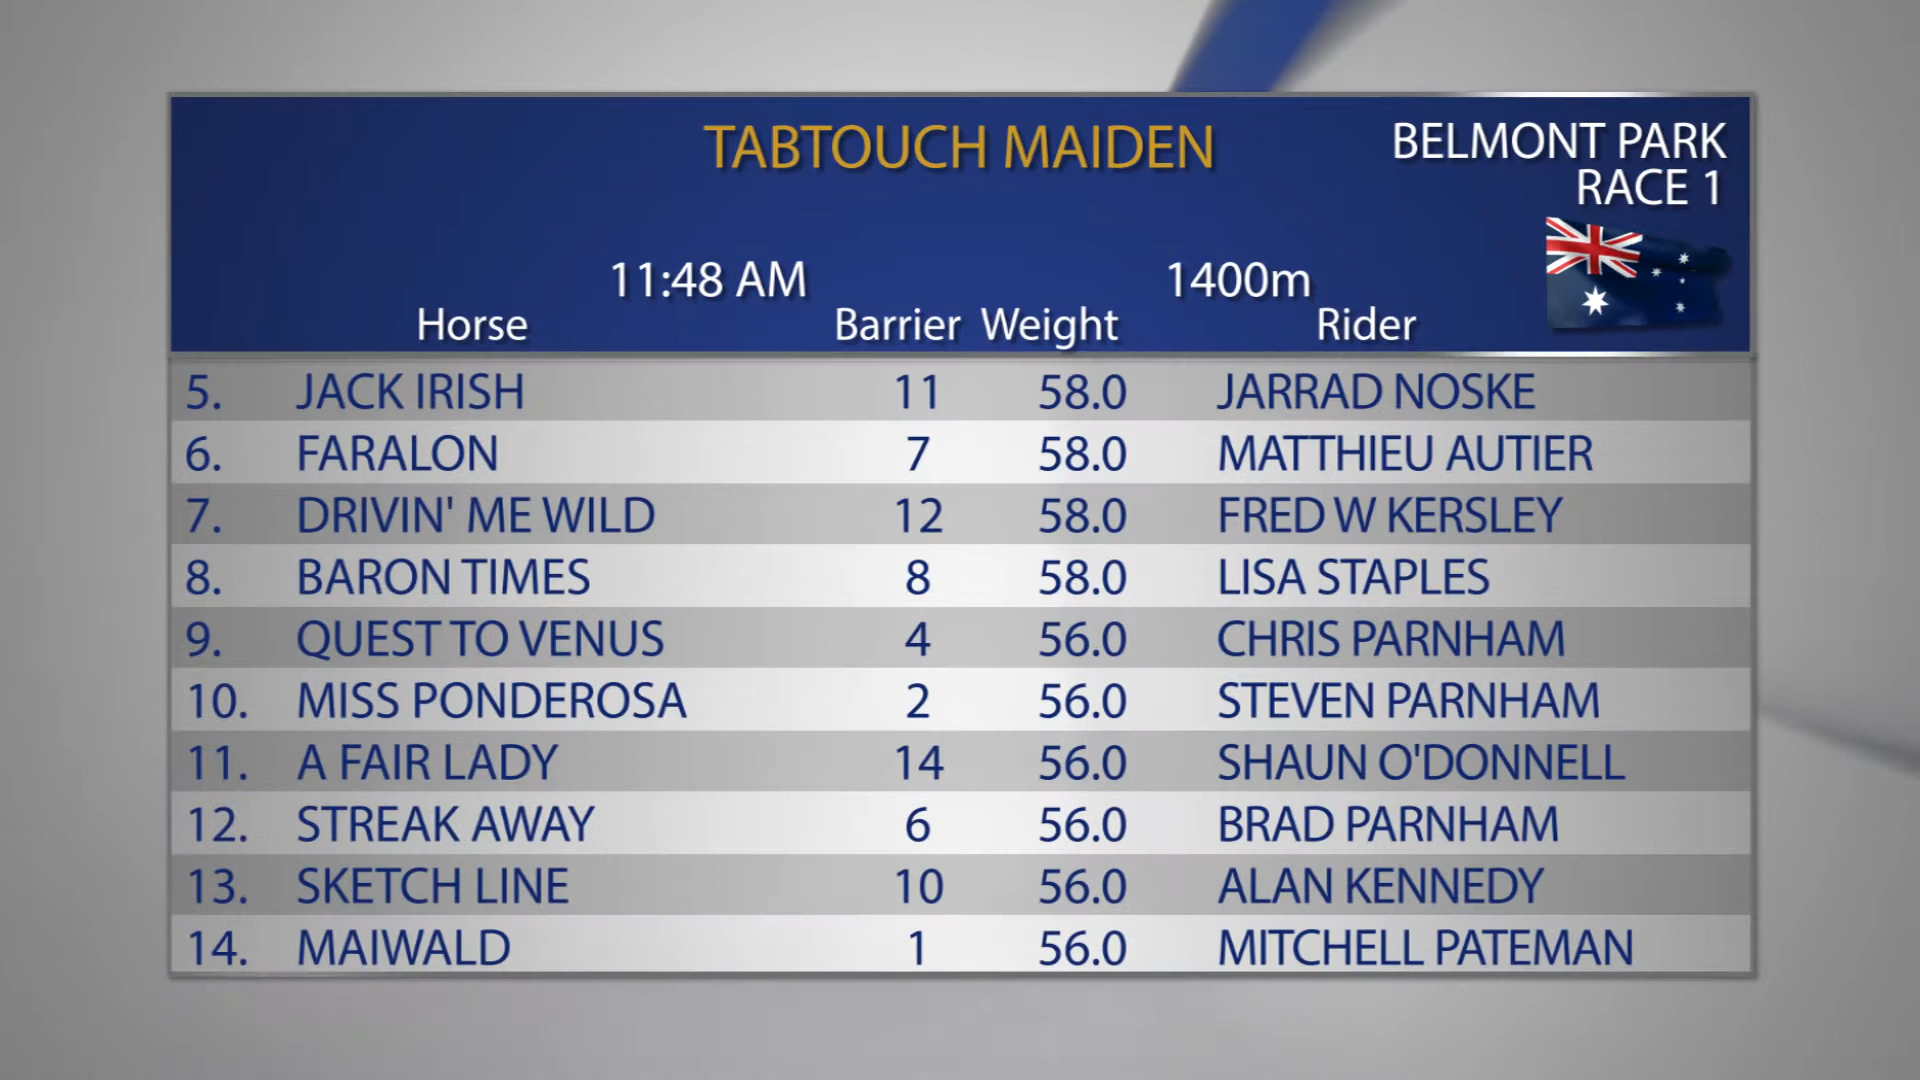 TABTOUCH MAIDEN
BELMONT PARK
RACE 1
11:48 AM 1400m
Horse Barrier Weight Rider
5. JACK IRISH 11 58.0 JARRAD NOSKE
6. FARALON 7 58.0 MATTHIEU AUTIER
7. DRIVIN' ME WILD 12 58.0 FRED W KERSLEY
8. BARON TIMES 8 58.0 LISA STAPLES
9. QUEST TO VENUS 4 56.0 CHRIS PARNHAM
10. MISS PONDEROSA 2 56.0 STEVEN PARNHAM
11. A FAIR LADY 14 56.0 SHAUN O'DONNELL
12. STREAK AWAY 6 56.0 BRAD PARNHAM
13. SKETCH LINE 10 56.0 ALAN KENNEDY
14. MAIWALD 1 56.0 MITCHELL PATEMAN